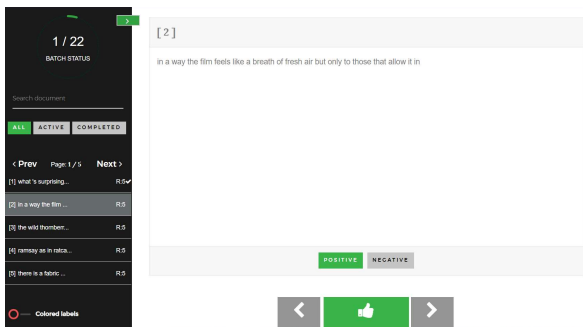 1 / 22
BATCH STATUS
Search document
ALL ACTIVE COMPLETED
< Prev Page: 1 / 5 Next >
[1] what 's surprising... R:5
[2] in a way the film ... R:5
[3] the wild thornberr... R:5
[4] ramsay as in ratca... R:5
[5] there is a fabric ... R:5
Colored labels
[2]
in a way the film feels like a breath of fresh air but only to those that allow it in
POSITIVE NEGATIVE